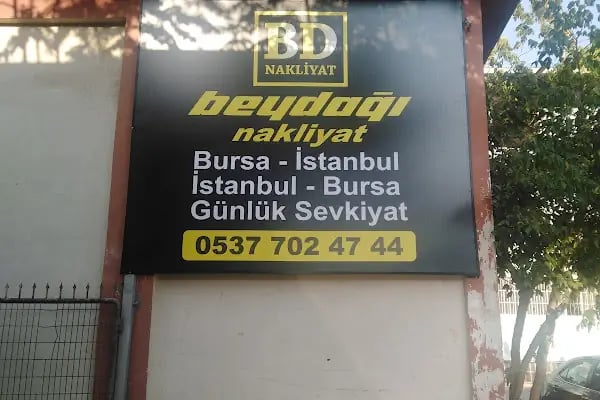 BD
NAKLİYAT
beydağı
nakliyat
Bursa - İstanbul
İstanbul - Bursa
Günlük Sevkiyat
0537 702 47 44